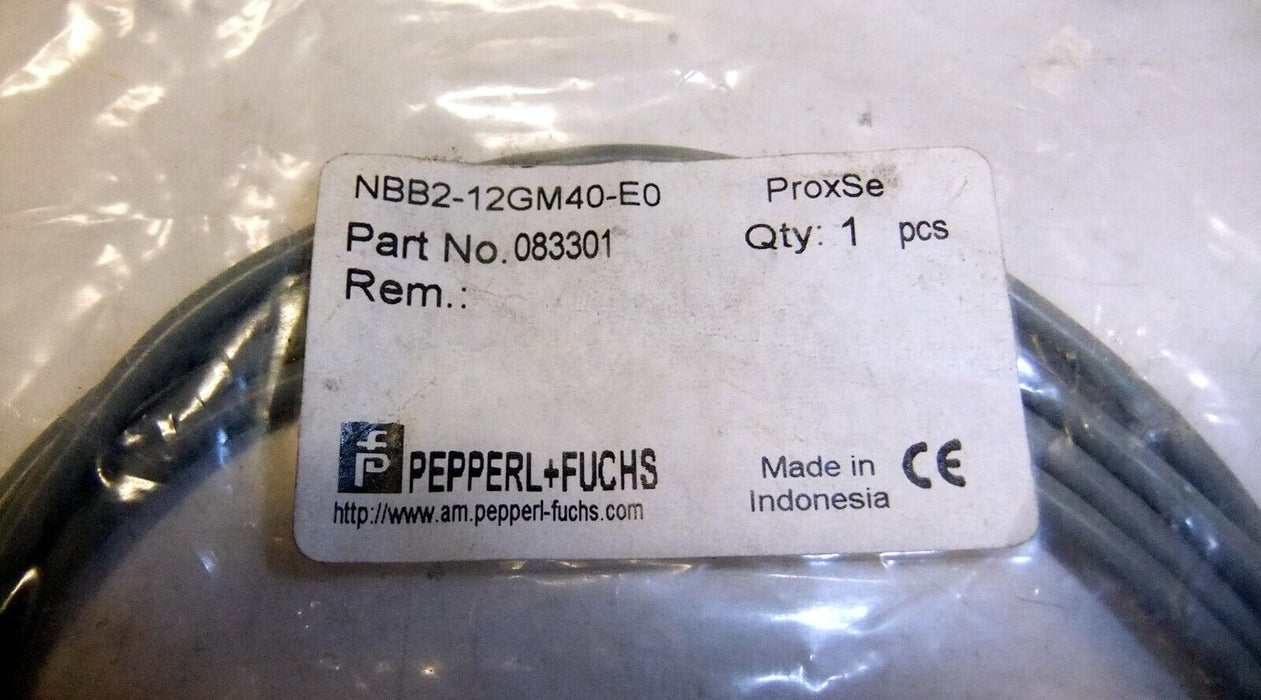 NBB2-12GM40-E0 ProxSe
Part No. 083301 Qty: 1 pcs
Rem.:
fP PEPPERL+FUCHS
http://www.am.pepperl-fuchs.com
Made in CE
Indonesia